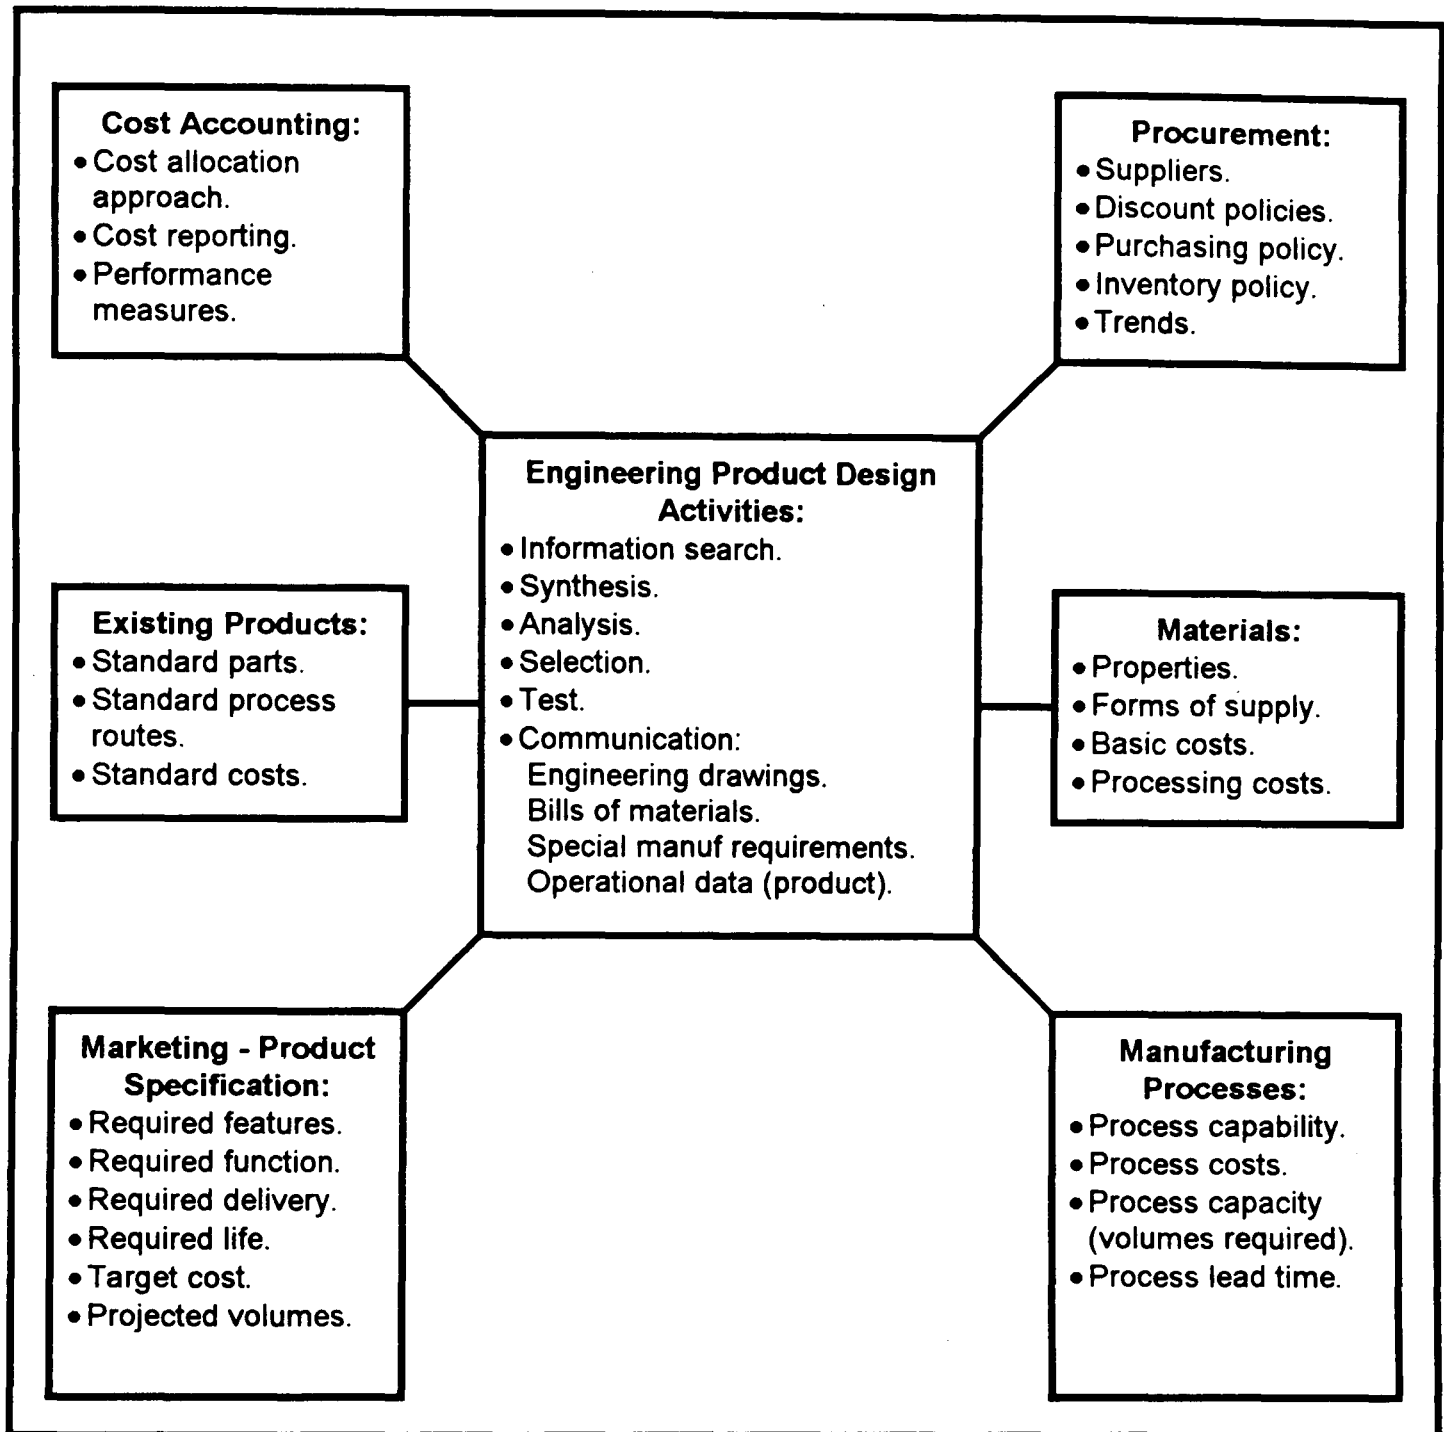 Cost Accounting:
• Cost allocation
approach.
• Cost reporting.
• Performance
measures.
Procurement:
• Suppliers.
• Discount policies.
• Purchasing policy.
• Inventory policy.
• Trends.
Engineering Product Design
Activities:
• Information search.
• Synthesis.
• Analysis.
• Selection.
• Test.
• Communication:
Engineering drawings.
Bills of materials.
Special manuf requirements.
Operational data (product).
Existing Products:
• Standard parts.
• Standard process
routes.
• Standard costs.
Materials:
• Properties.
• Forms of supply.
• Basic costs.
• Processing costs.
Marketing - Product
Specification:
• Required features.
• Required function.
• Required delivery.
• Required life.
• Target cost.
• Projected volumes.
Manufacturing
Processes:
• Process capability.
• Process costs.
• Process capacity
(volumes required).
• Process lead time.